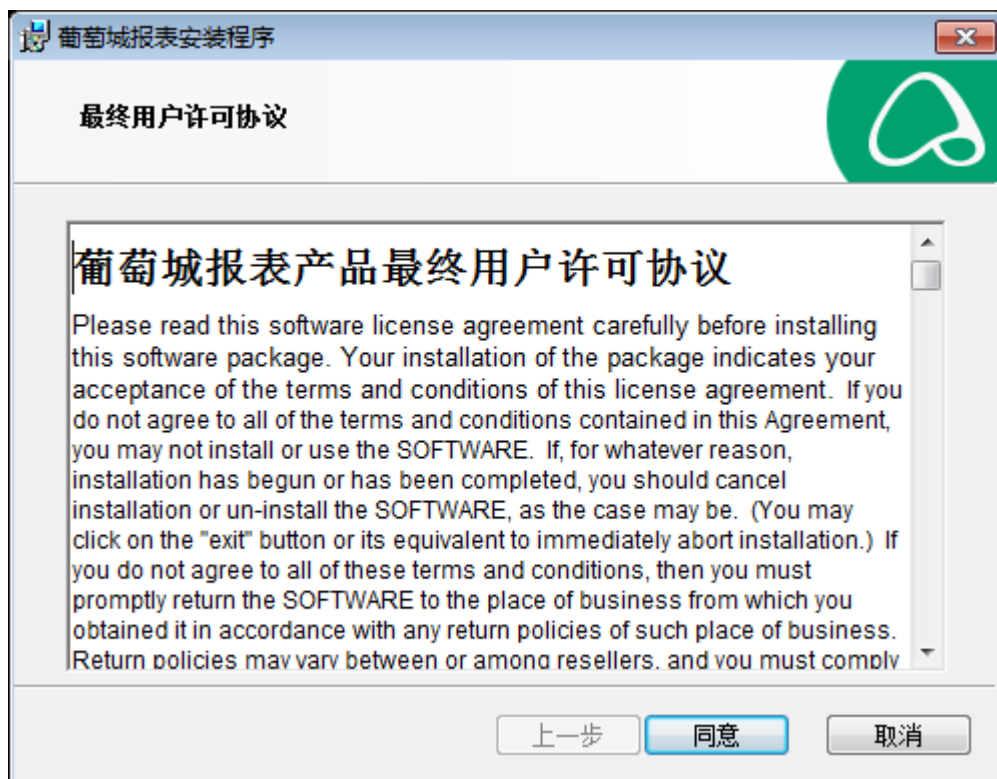 葡萄城报表安装程序
最终用户许可协议
葡萄城报表产品最终用户许可协议
Please read this software license agreement carefully before installing
this software package. Your installation of the package indicates your
acceptance of the terms and conditions of this license agreement. If you
do not agree to all of the terms and conditions contained in this Agreement,
you may not install or use the SOFTWARE. If, for whatever reason,
installation has begun or has been completed, you should cancel
installation or un-install the SOFTWARE, as the case may be. (You may
click on the "exit" button or its equivalent to immediately abort installation.) If
you do not agree to all of these terms and conditions, then you must
promptly return the SOFTWARE to the place of business from which you
obtained it in accordance with any return policies of such place of business.
Return policies may vary between or among resellers, and you must comply
上一步
同意
取消